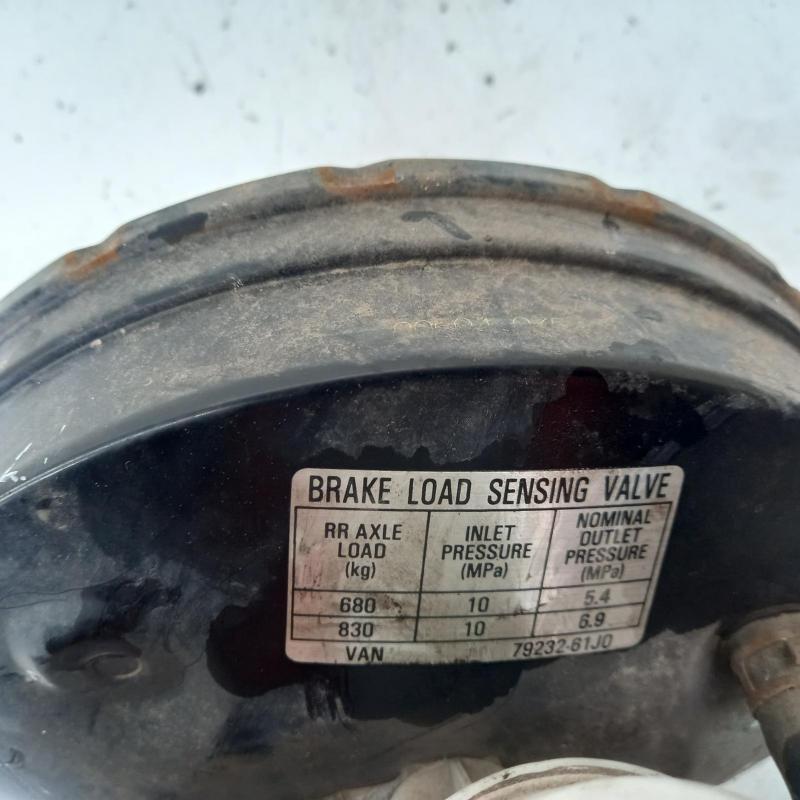 BRAKE LOAD SENSING VALVE
RR AXLE LOAD (kg) INLET PRESSURE (MPa) NOMINAL OUTLET PRESSURE (MPa)
680 10 5.4
830 10 6.9
VAN 79232-61J0